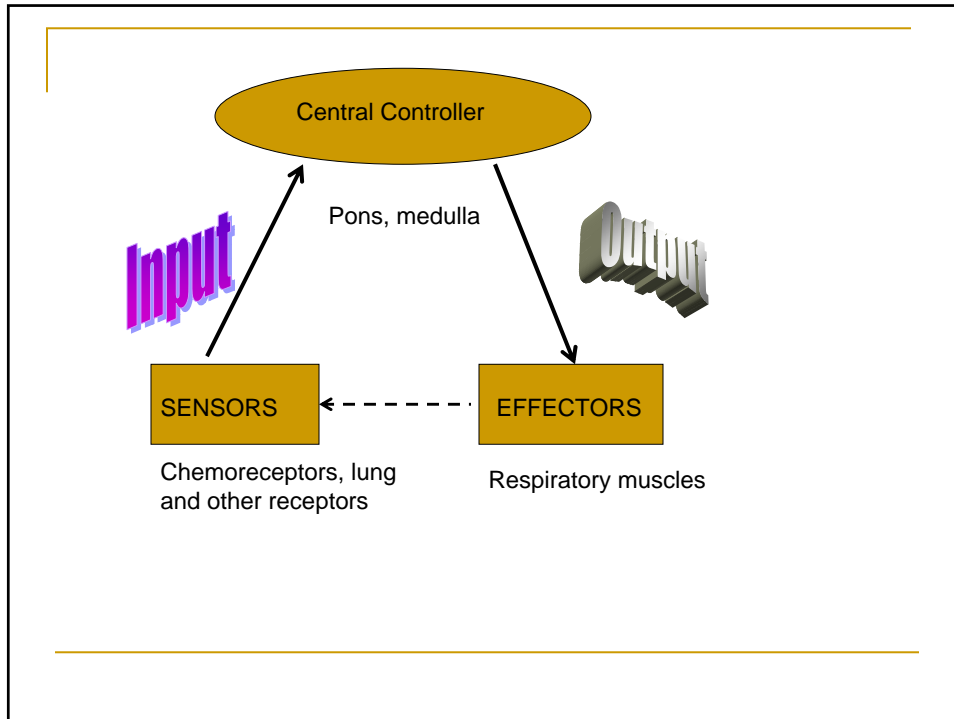 Central Controller
Pons, medulla
Input
Output
SENSORS
EFFECTORS
Chemoreceptors, lung
and other receptors
Respiratory muscles